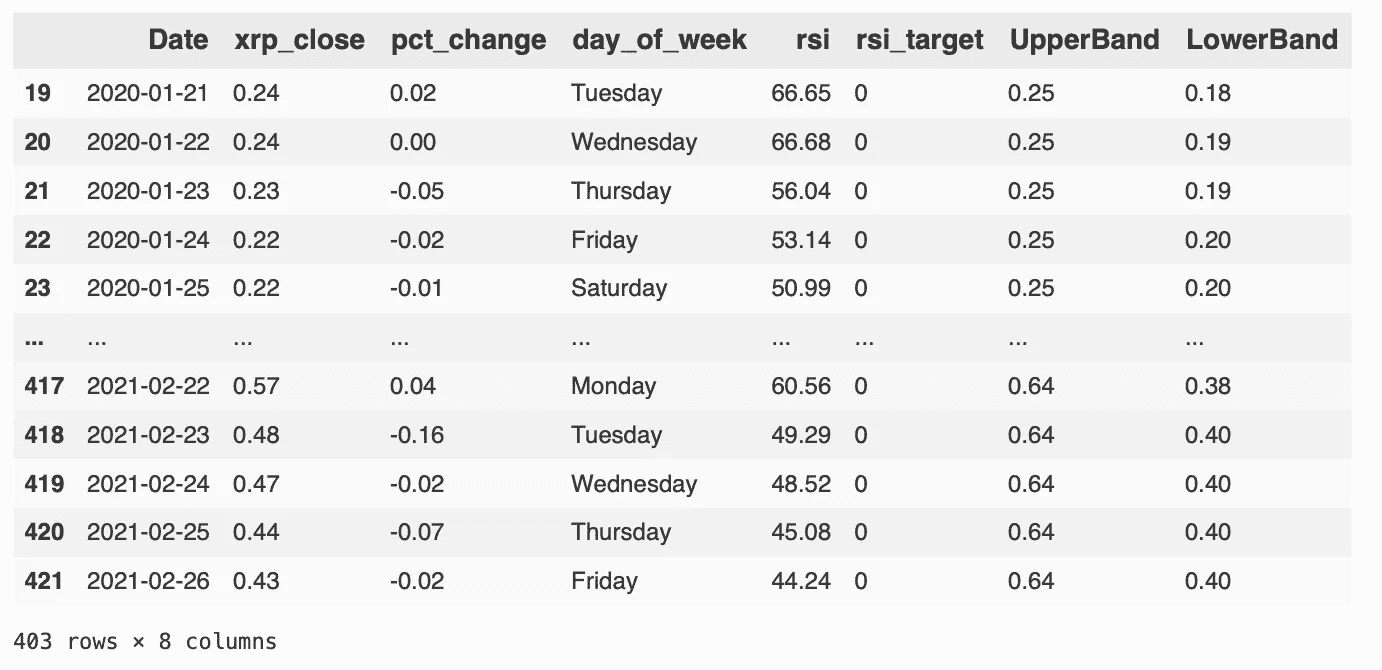 Date xrp_close pct_change day_of_week rsi rsi_target UpperBand LowerBand
19 2020-01-21 0.24 0.02 Tuesday 66.65 0 0.25 0.18
20 2020-01-22 0.24 0.00 Wednesday 66.68 0 0.25 0.19
21 2020-01-23 0.23 -0.05 Thursday 56.04 0 0.25 0.19
22 2020-01-24 0.22 -0.02 Friday 53.14 0 0.25 0.20
23 2020-01-25 0.22 -0.01 Saturday 50.99 0 0.25 0.20
... ... ... ... ... ... ... ... ...
417 2021-02-22 0.57 0.04 Monday 60.56 0 0.64 0.38
418 2021-02-23 0.48 -0.16 Tuesday 49.29 0 0.64 0.40
419 2021-02-24 0.47 -0.02 Wednesday 48.52 0 0.64 0.40
420 2021-02-25 0.44 -0.07 Thursday 45.08 0 0.64 0.40
421 2021-02-26 0.43 -0.02 Friday 44.24 0 0.64 0.40
403 rows × 8 columns